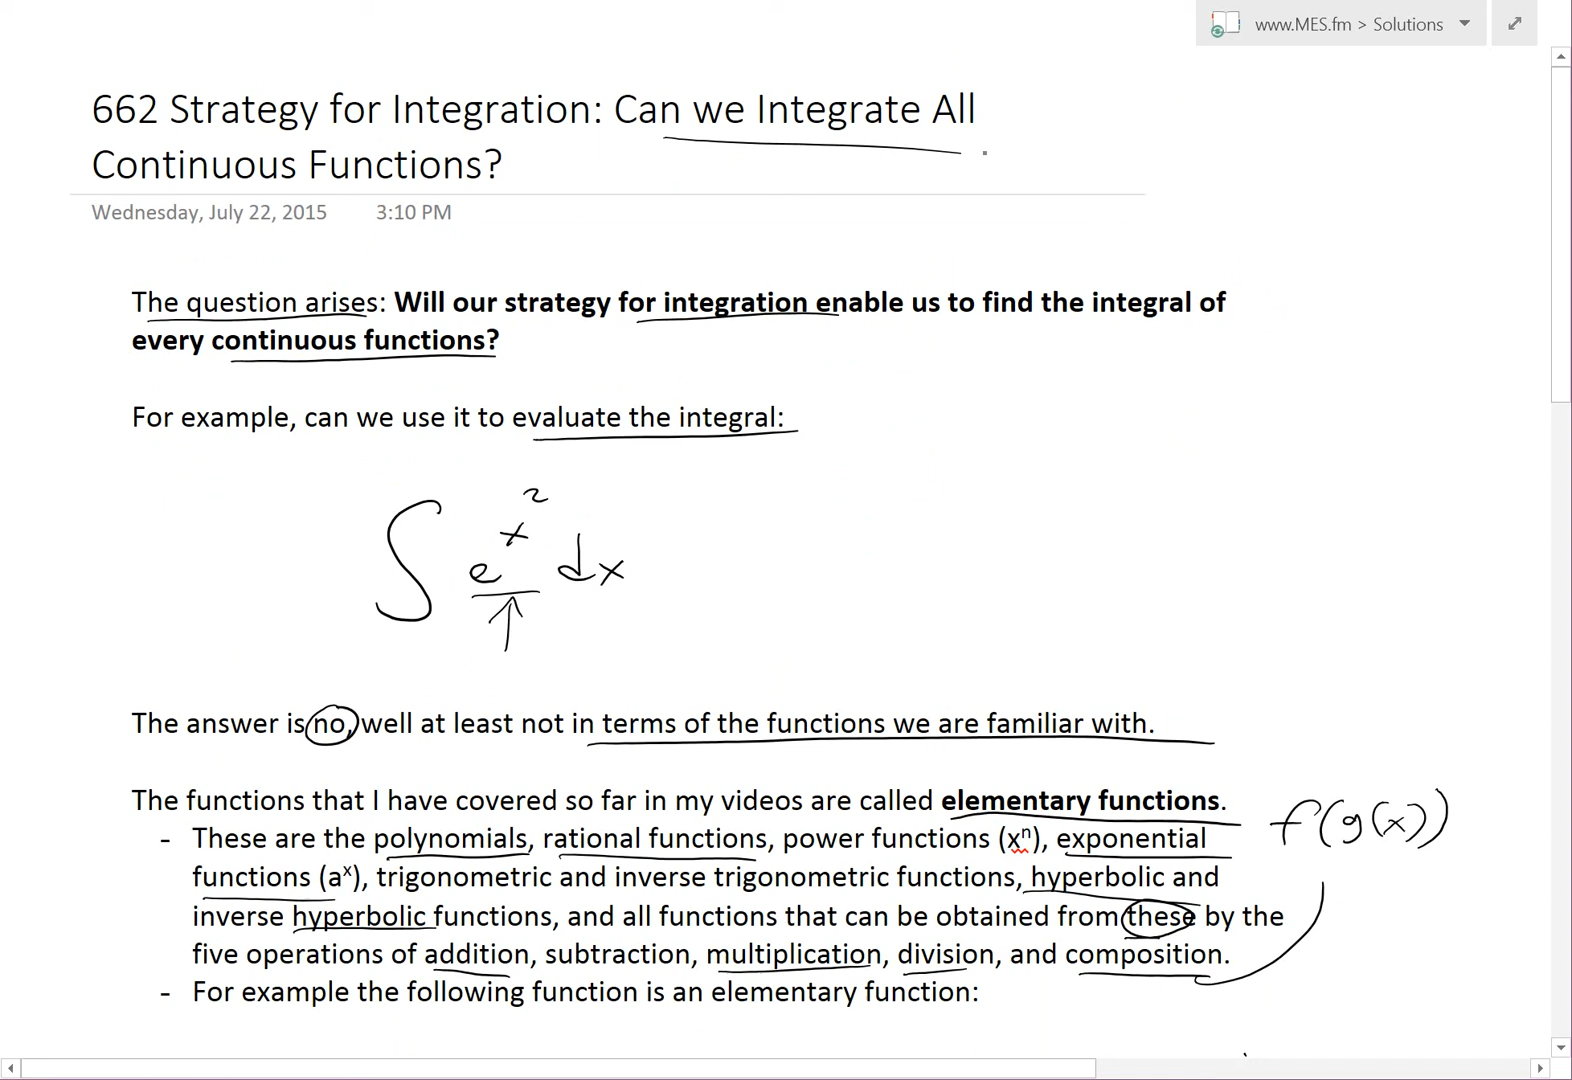 www.MES.fm > Solutions
662 Strategy for Integration: Can we Integrate All
Continuous Functions?
Wednesday, July 22, 2015 3:10 PM
The question arises: Will our strategy for integration enable us to find the integral of
every continuous functions?
For example, can we use it to evaluate the integral:
∫ e^x^2 dx
The answer is no, well at least not in terms of the functions we are familiar with.
The functions that I have covered so far in my videos are called elementary functions.
f(g(x))
- These are the polynomials, rational functions, power functions (xⁿ), exponential
functions (aˣ), trigonometric and inverse trigonometric functions, hyperbolic and
inverse hyperbolic functions, and all functions that can be obtained from these by the
five operations of addition, subtraction, multiplication, division, and composition.
- For example the following function is an elementary function: